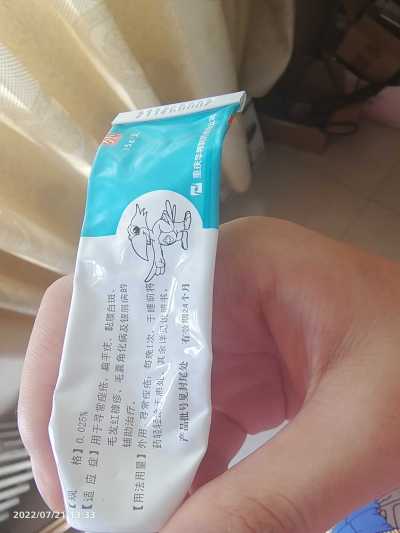 【规 格】0.025%
【适 应 症】用于寻常痤疮、扁平疣、黏膜白斑、
毛发红糠疹、毛囊角化病及银屑病的
辅助治疗。
【用法用量】外用。寻常痤疮：每晚1次，于睡前将
药轻轻涂于患处。其余详见说明书。
产品批号见封尾处 有效期24个月
2022/07/21 13:33